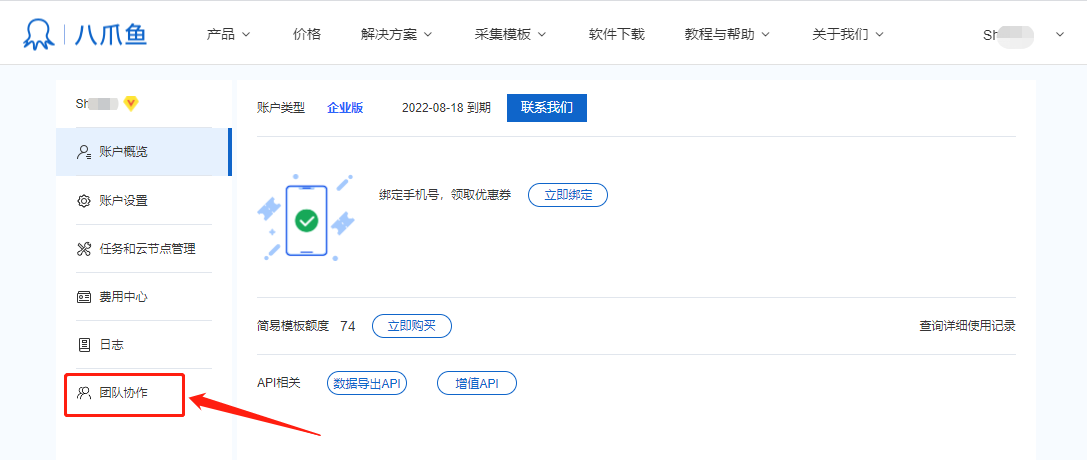 八爪鱼 产品 价格 解决方案 采集模板 软件下载 教程与帮助 关于我们 Sh
Sh
账户概览
账户设置
任务和云节点管理
费用中心
日志
团队协作
账户类型 企业版 2022-08-18 到期 联系我们
绑定手机号，领取优惠券 立即绑定
简易模板额度 74 立即购买 查询详细使用记录
API相关 数据导出API 增值API